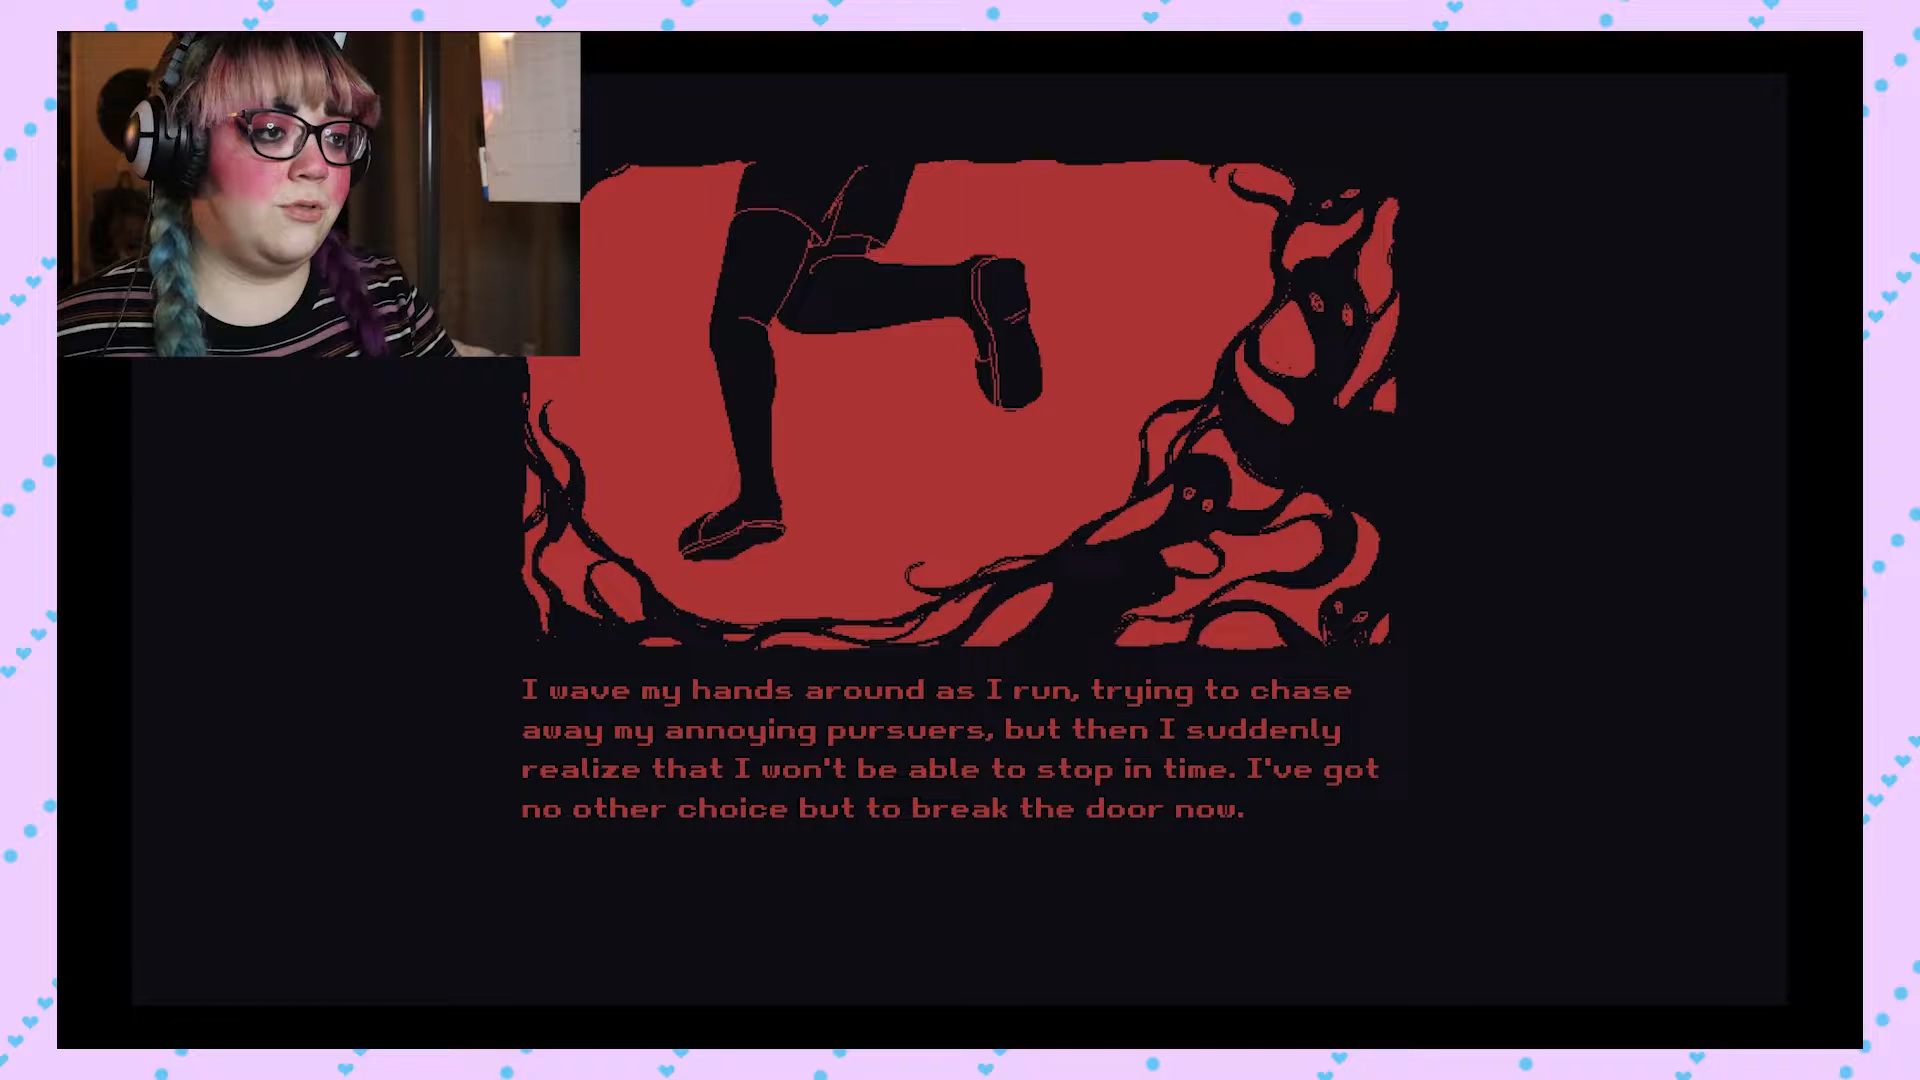 I wave my hands around as I run, trying to chase
away my annoying pursuers, but then I suddenly
realize that I won't be able to stop in time. I've got
no other choice but to break the door now.